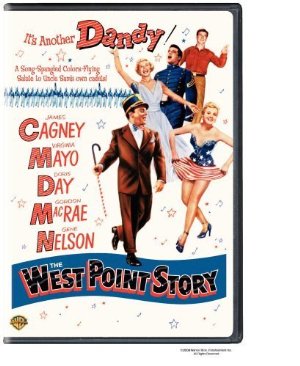 It's Another Dandy!
A Song-Spangled Colors-Flying
Salute to Uncle Sam's own cadets!
JAMES
CAGNEY
VIRGINIA
MAYO
DORIS
DAY
GORDON
MacRAE
GENE
NELSON
THE
WEST POINT STORY